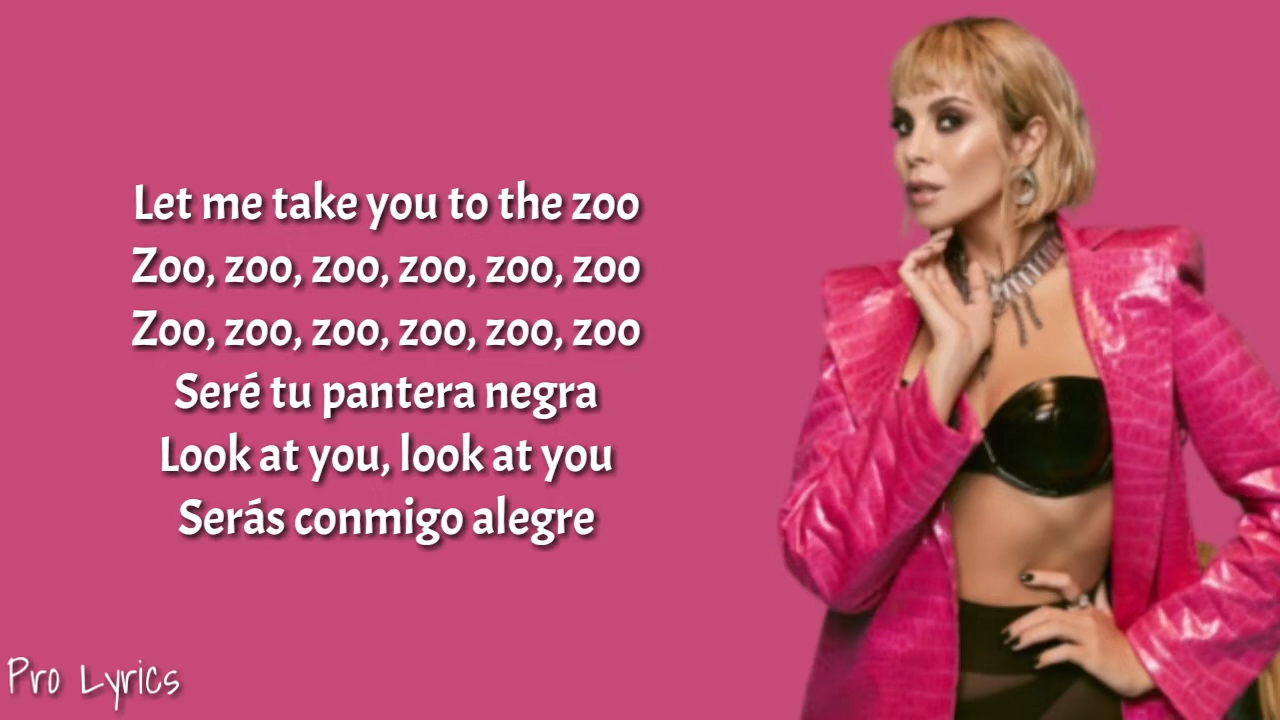 Let me take you to the zoo
Zoo, zoo, zoo, zoo, zoo, zoo
Zoo, zoo, zoo, zoo, zoo, zoo
Seré tu pantera negra
Look at you, look at you
Serás conmigo alegre
Pro Lyrics